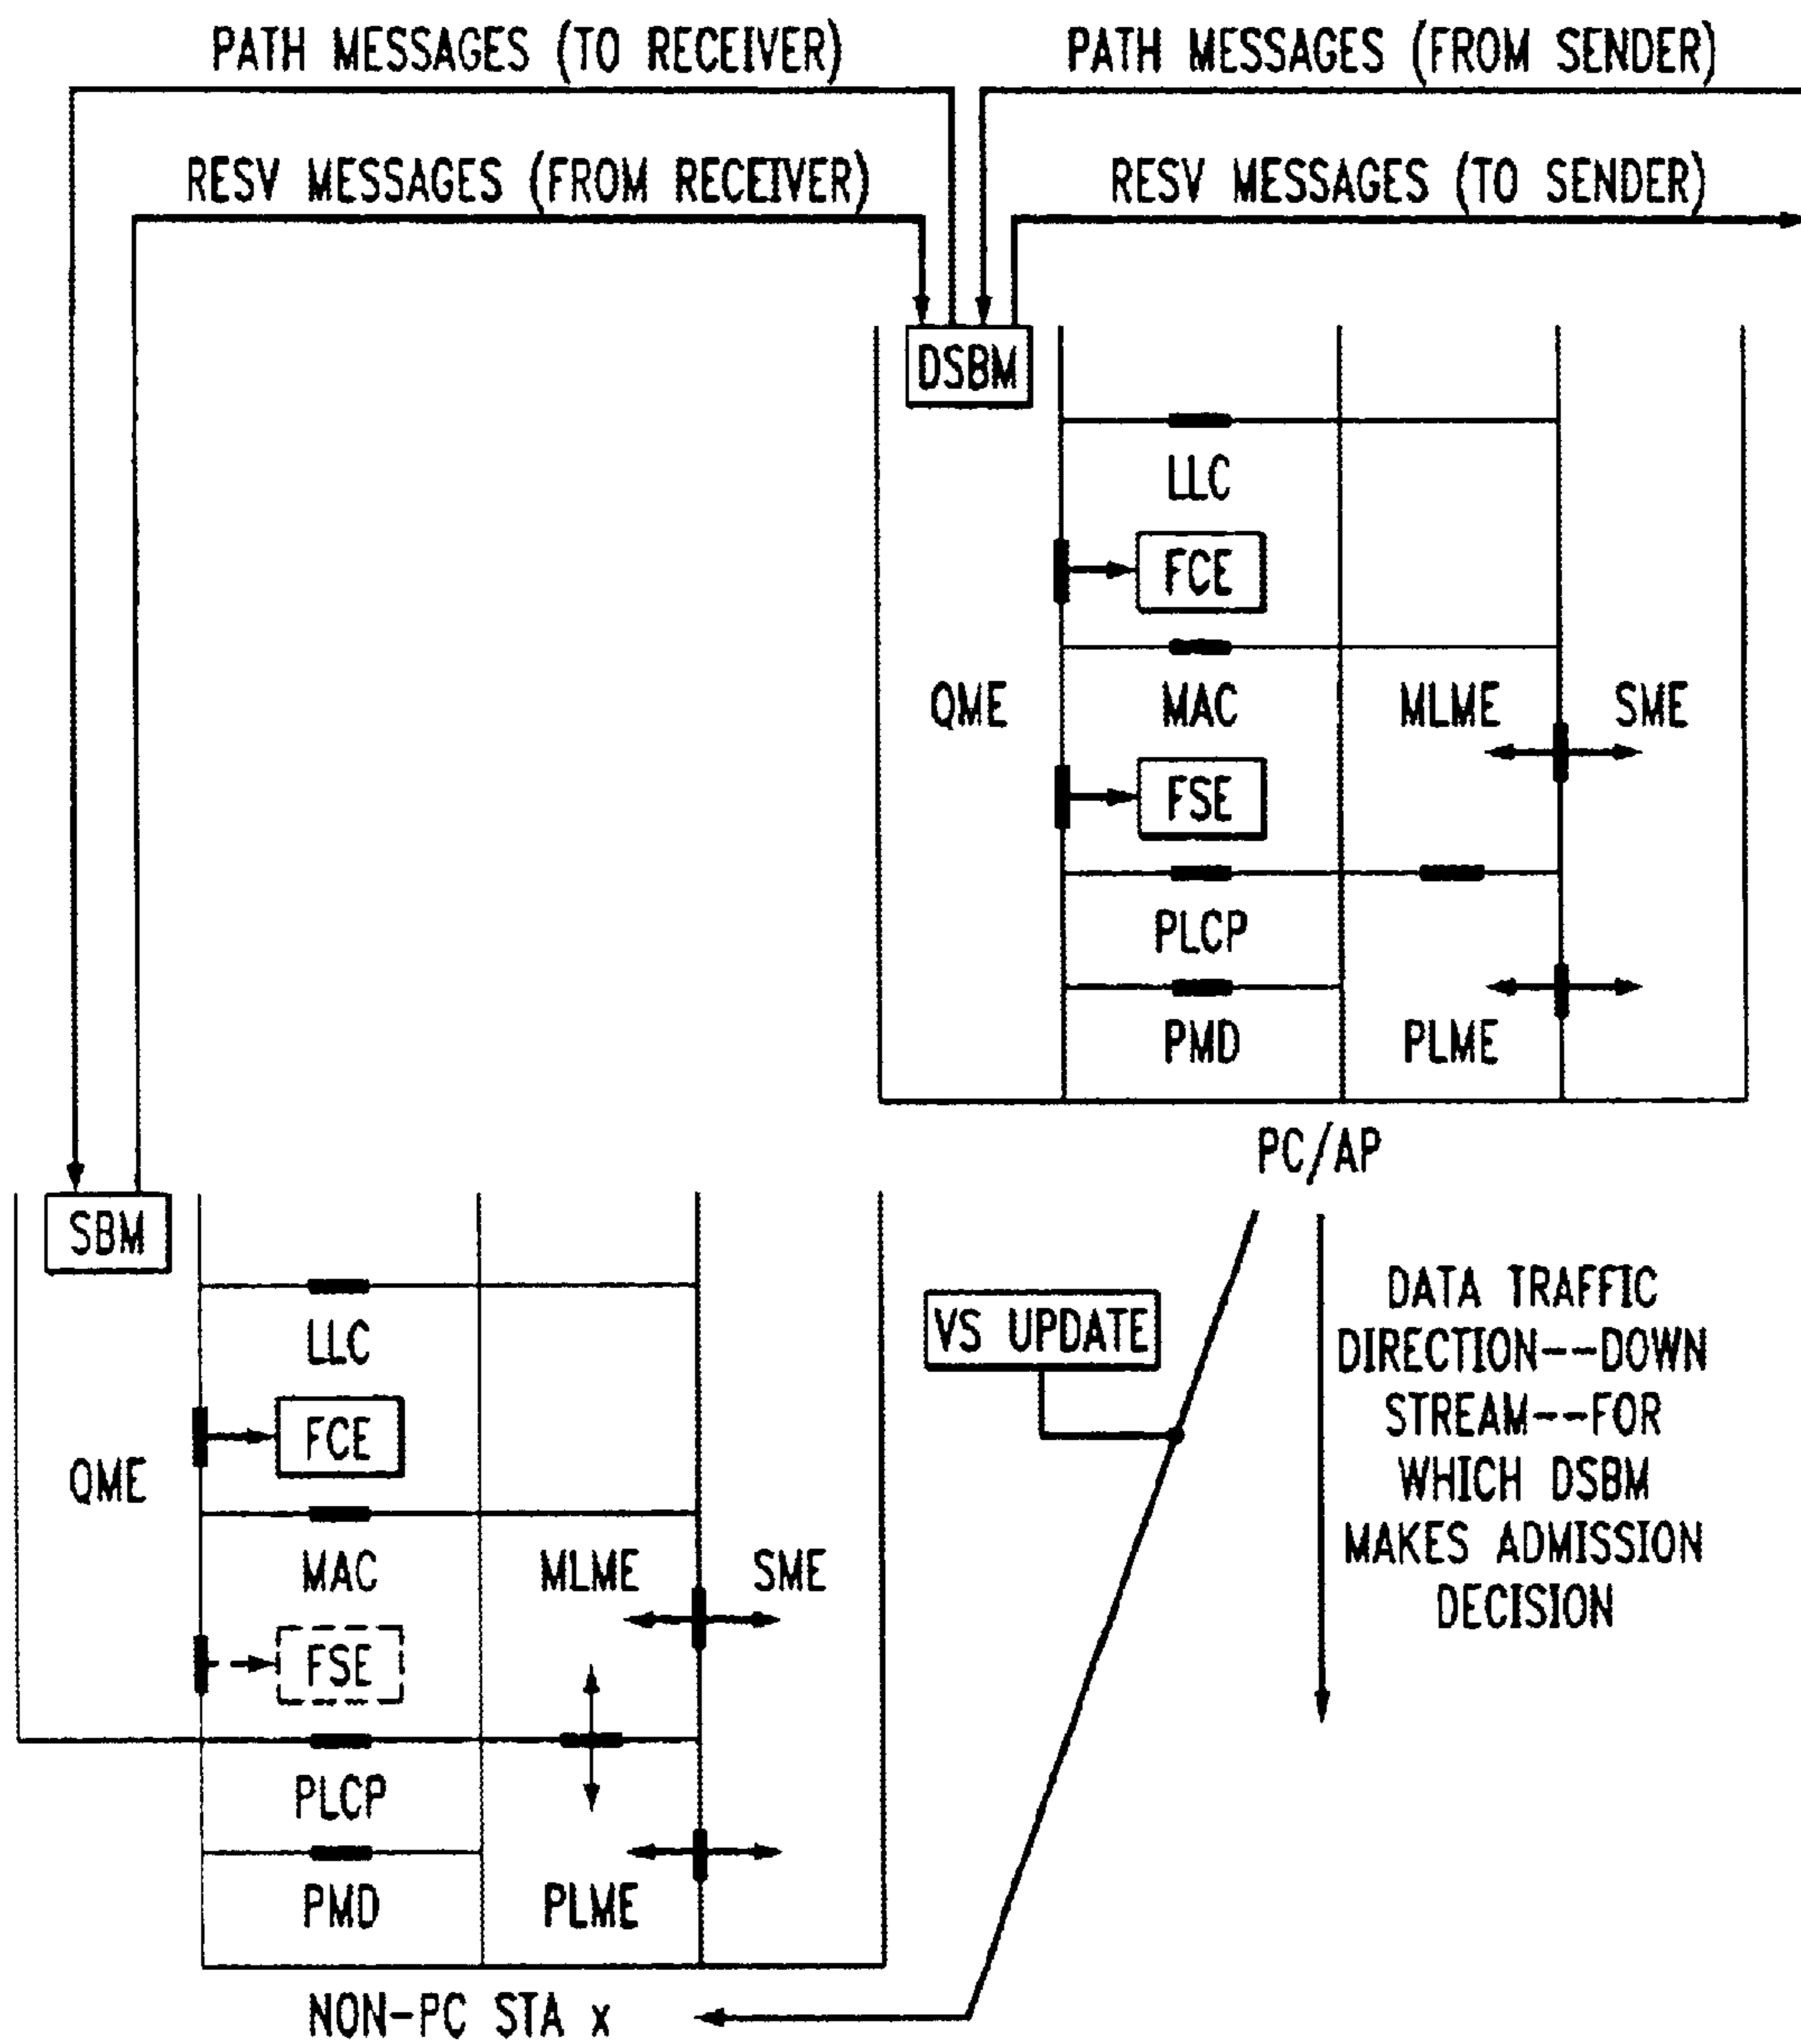 PATH MESSAGES (TO RECEIVER)
PATH MESSAGES (FROM SENDER)
RESV MESSAGES (FROM RECEIVER)
RESV MESSAGES (TO SENDER)
DSBM
LLC
FCE
QME
MAC
MLME
SME
FSE
PLCP
PMD
PLME
PC/AP
SBM
LLC
FCE
QME
MAC
MLME
SME
FSE
PLCP
PMD
PLME
NON-PC STA x
VS UPDATE
DATA TRAFFIC
DIRECTION--DOWN
STREAM--FOR
WHICH DSBM
MAKES ADMISSION
DECISION